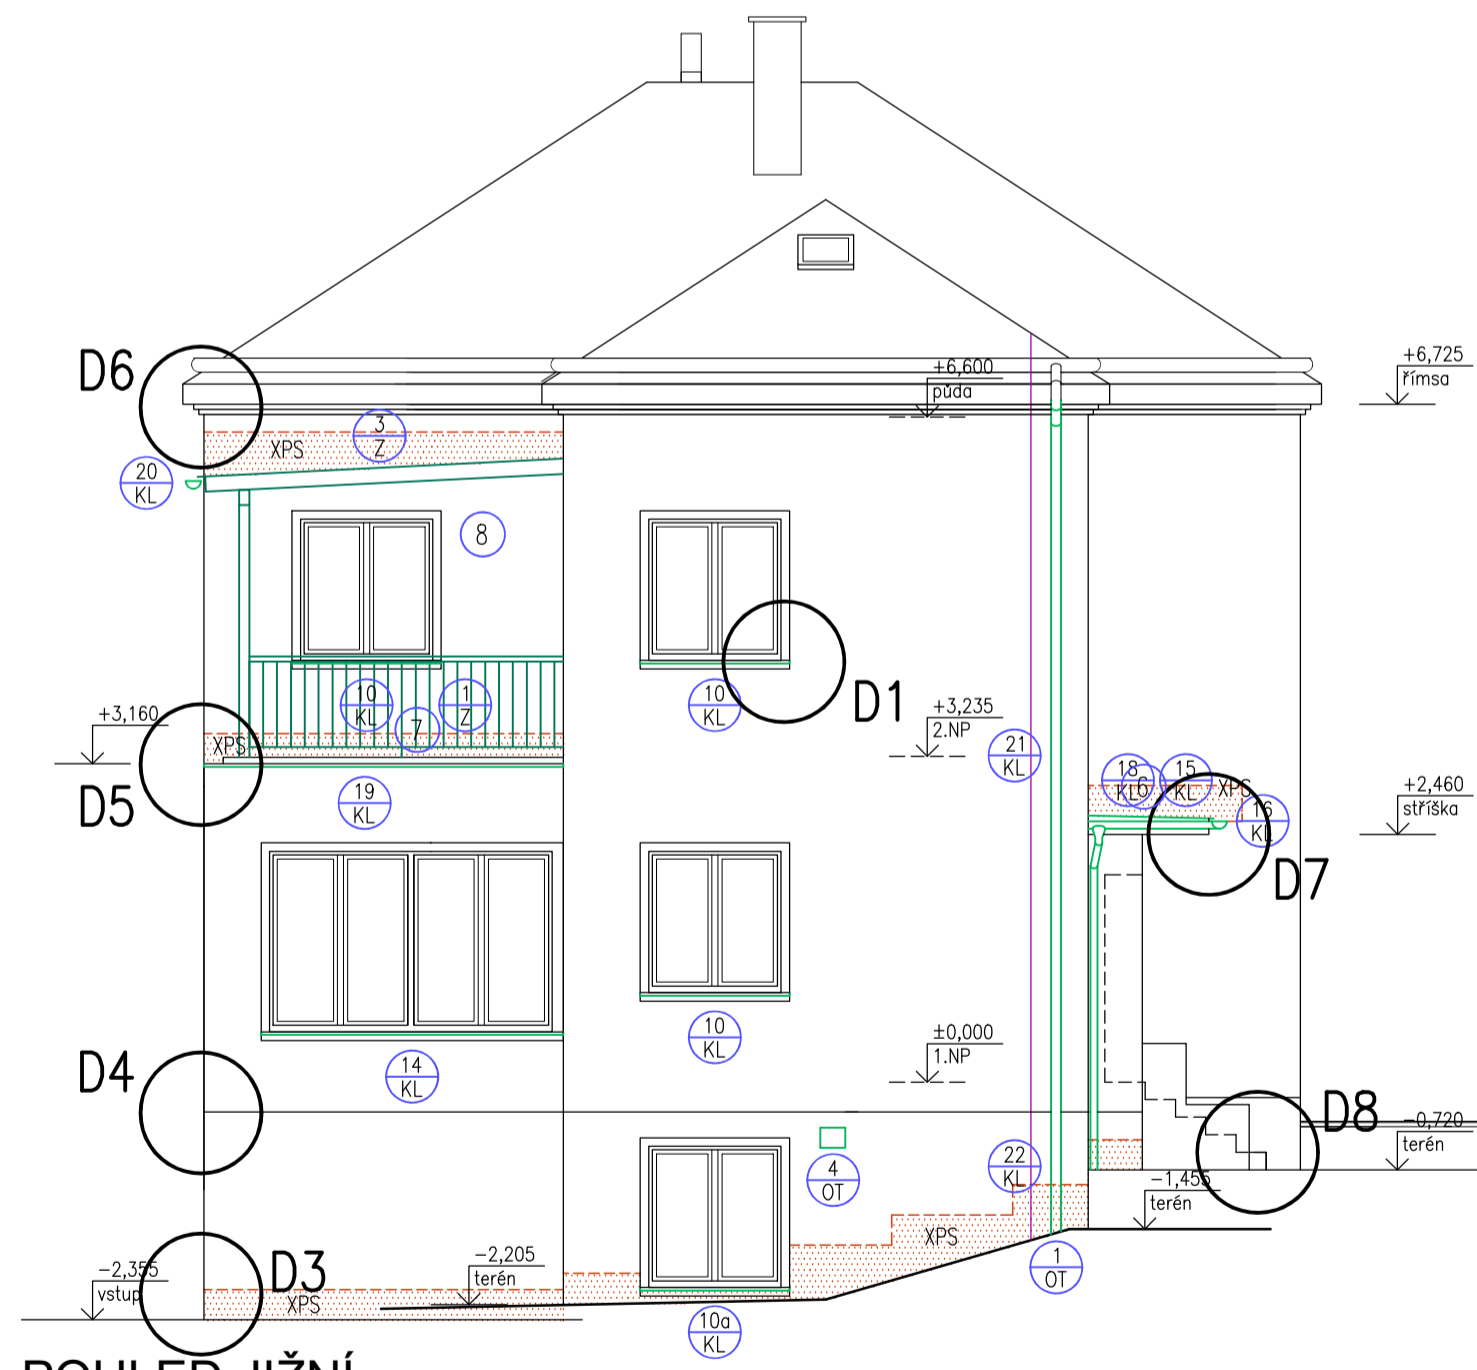 +6,725
římsa
D6
+6,600
půda
3
Z
XPS
20
KL
8
10
KL
1
Z
7
10
KL
D1
+3,160
XPS
+3,235
2.NP
21
KL
18
KL
6
15
KL
XPS
16
KL
+2,460
stříška
D5
19
KL
D7
±0,000
1.NP
10
KL
14
KL
D4
D8
-0,720
terén
4
OT
22
KL
-1,455
terén
XPS
-2,205
terén
D3
-2,355
vstup
XPS
1
OT
10a
KL
POHLED JIŽNÍ